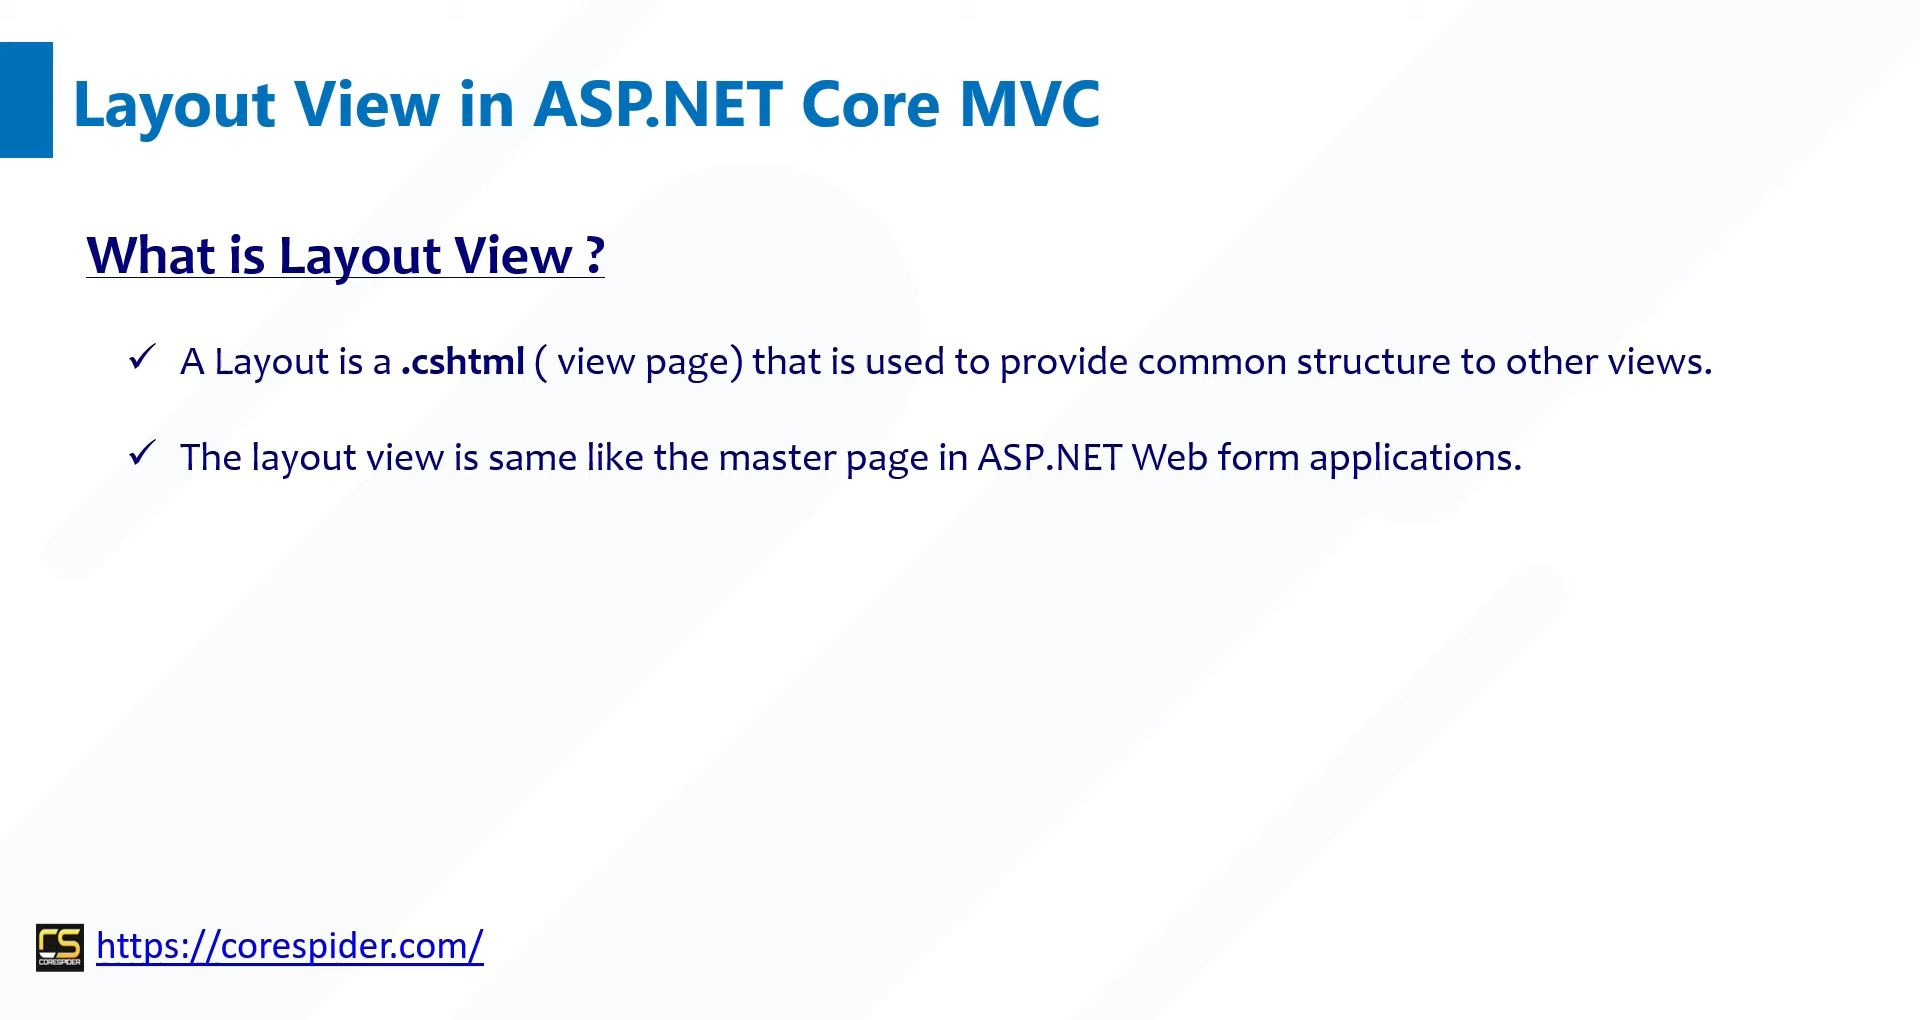 Layout View in ASP.NET Core MVC
What is Layout View ?
✓ A Layout is a .cshtml ( view page) that is used to provide common structure to other views.
✓ The layout view is same like the master page in ASP.NET Web form applications.
CS
CORESPIDER
https://corespider.com/